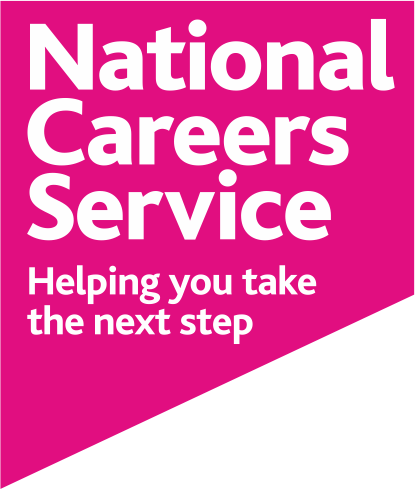 National
Careers
Service
Helping you take
the next step